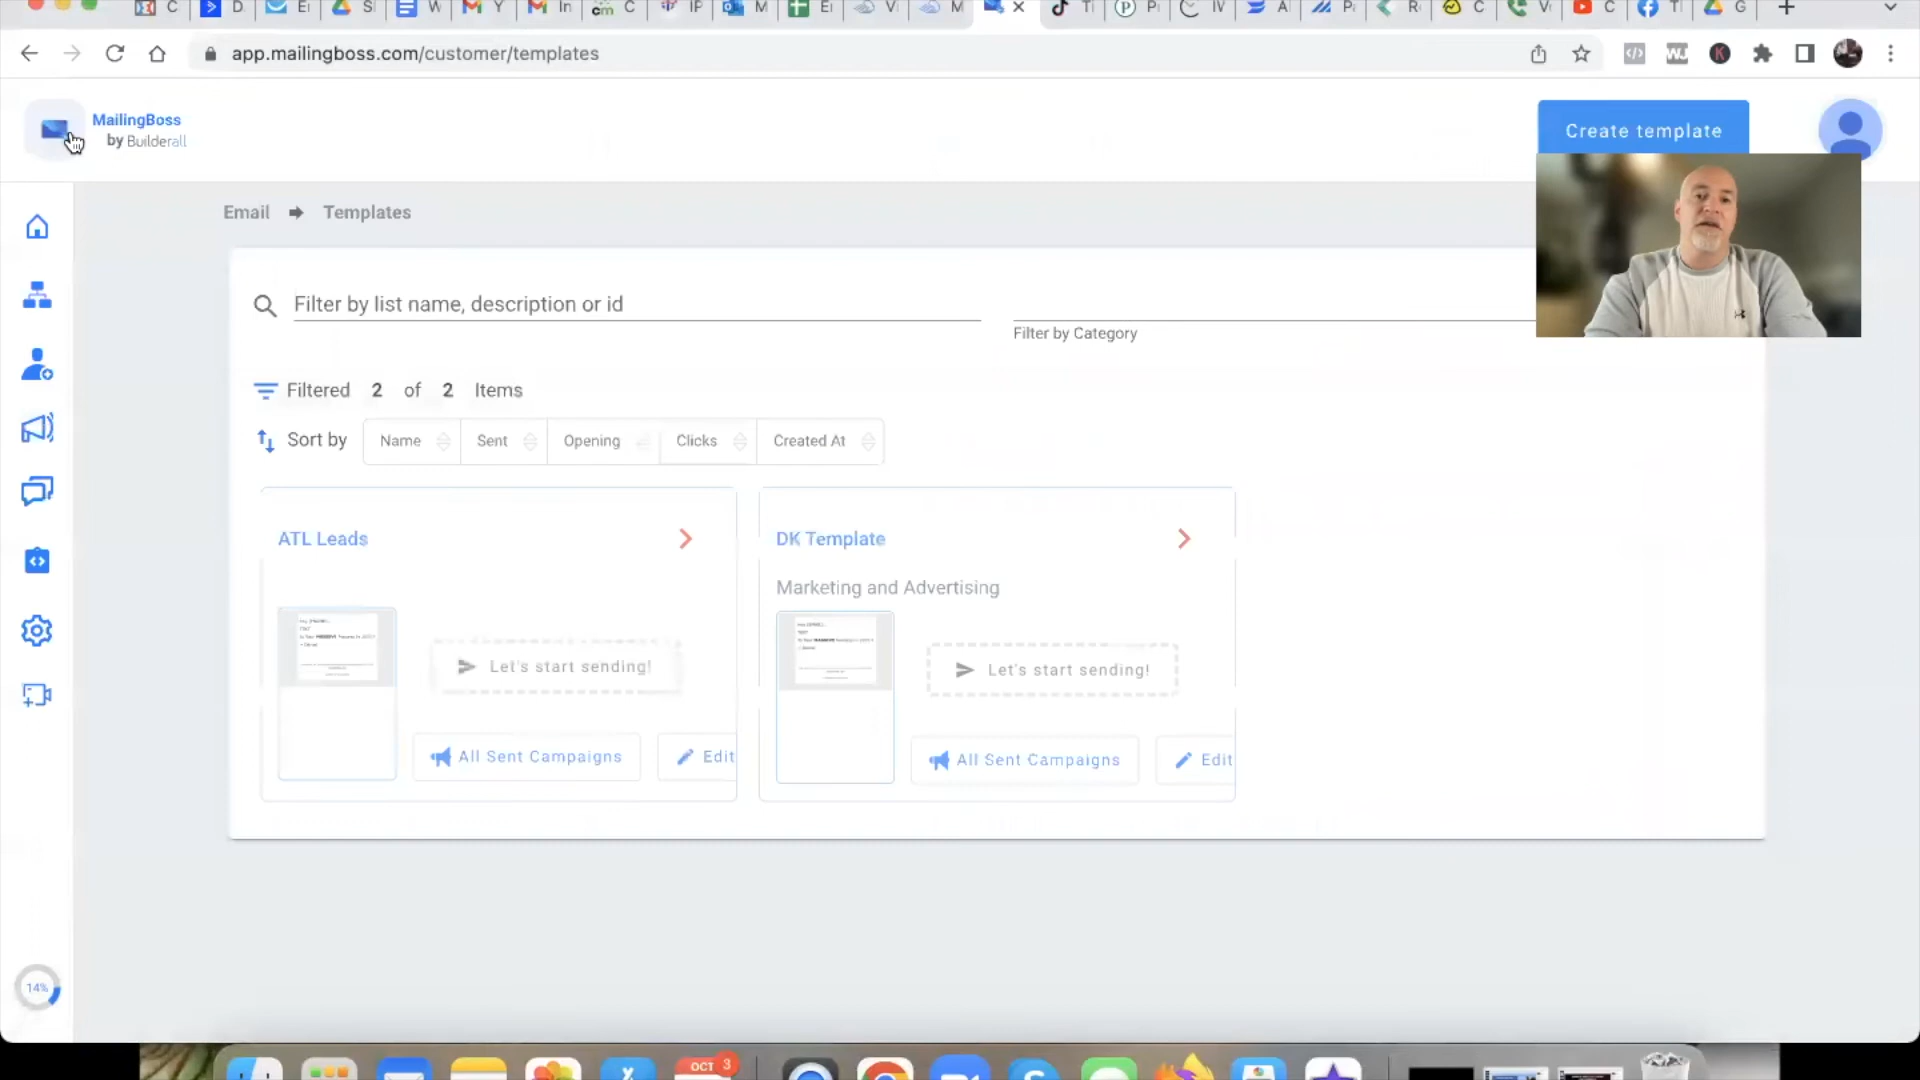 app.mailingboss.com/customer/templates
MailingBoss
by Builderall
Create template
Email Templates
Filter by list name, description or id
Filter by Category
Filtered 2 of 2 Items
Sort by Name Sent Opening Clicks Created At
ATL Leads
Let's start sending!
All Sent Campaigns Edit
DK Template
Marketing and Advertising
Let's start sending!
All Sent Campaigns Edit
14%
OCT 3